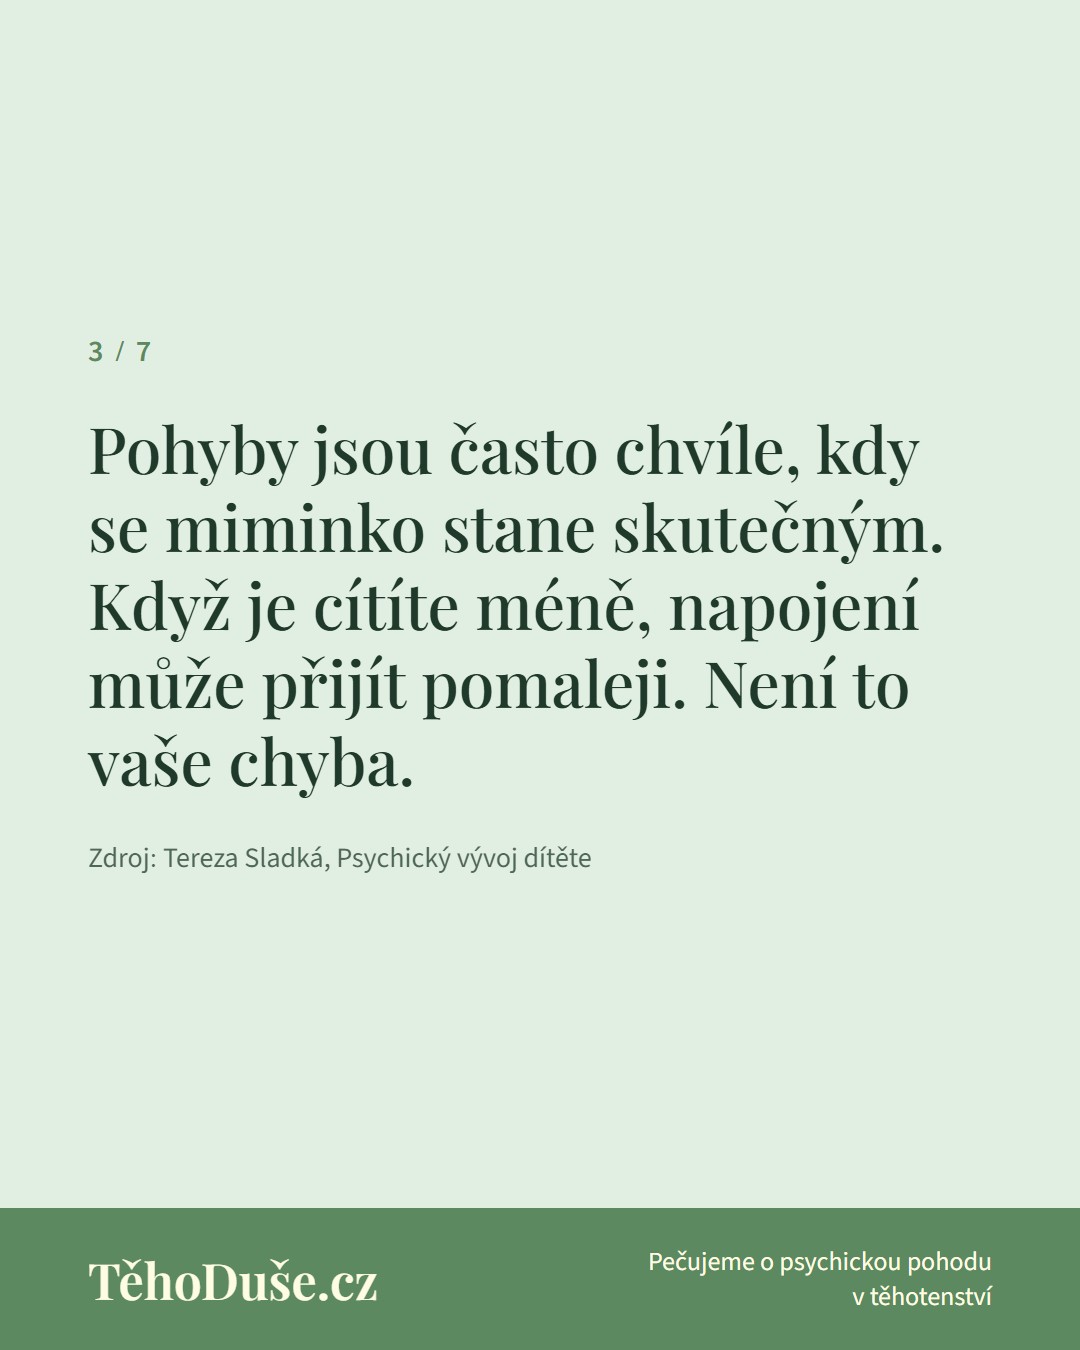 3 / 7
Pohyby jsou často chvíle, kdy
se miminko stane skutečným.
Když je cítíte méně, napojení
může přijít pomaleji. Není to
vaše chyba.
Zdroj: Tereza Sladká, Psychický vývoj dítěte
TěhoDuše.cz
Pečujeme o psychickou pohodu
v těhotenství